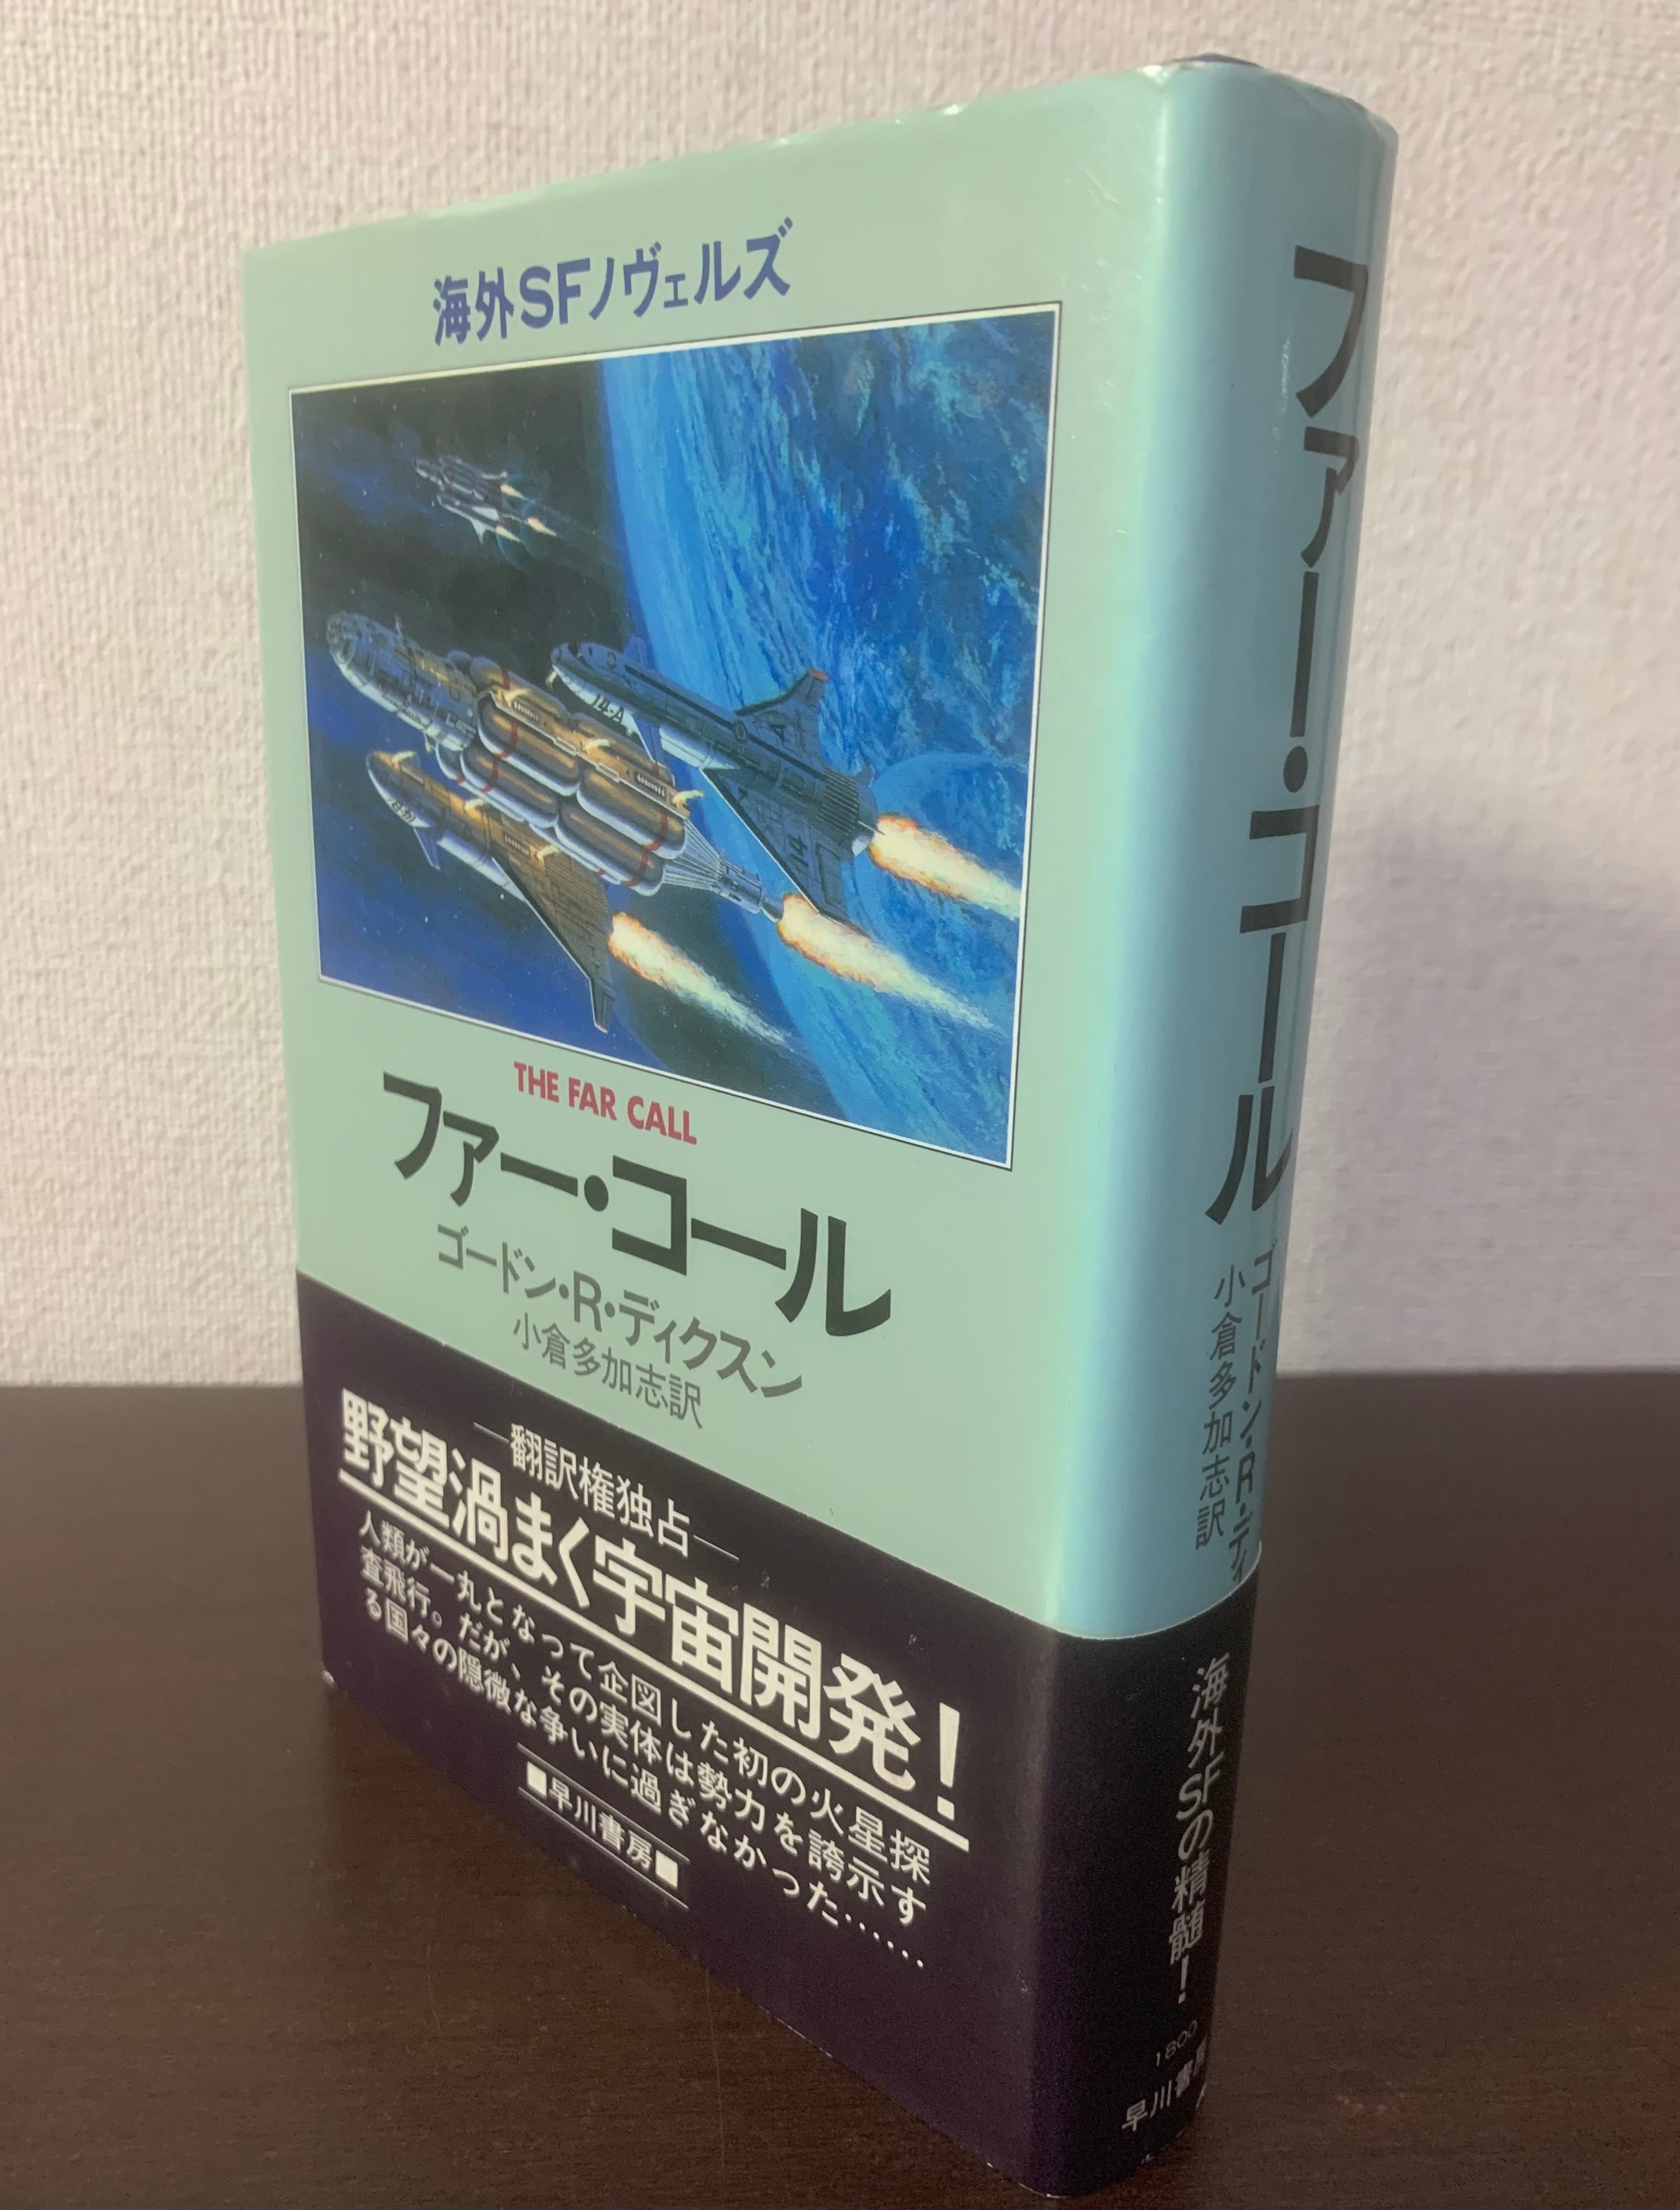 海外SFノヴェルズ
14-A
14
THE FAR CALL
ファー・コール
ゴードン・R・ディクスン
小倉多加志訳
―翻訳権独占―
野望渦まく宇宙開発!
人類が一丸となって企図した初の火星探
査飛行。だが、その実体は勢力を誇示す
る国々の隠微な争いに過ぎなかった……
■早川書房■
ファー・コール
ゴードン・R・ディ
小倉多加志訳
海外SFの精髄!
1800
早川書房